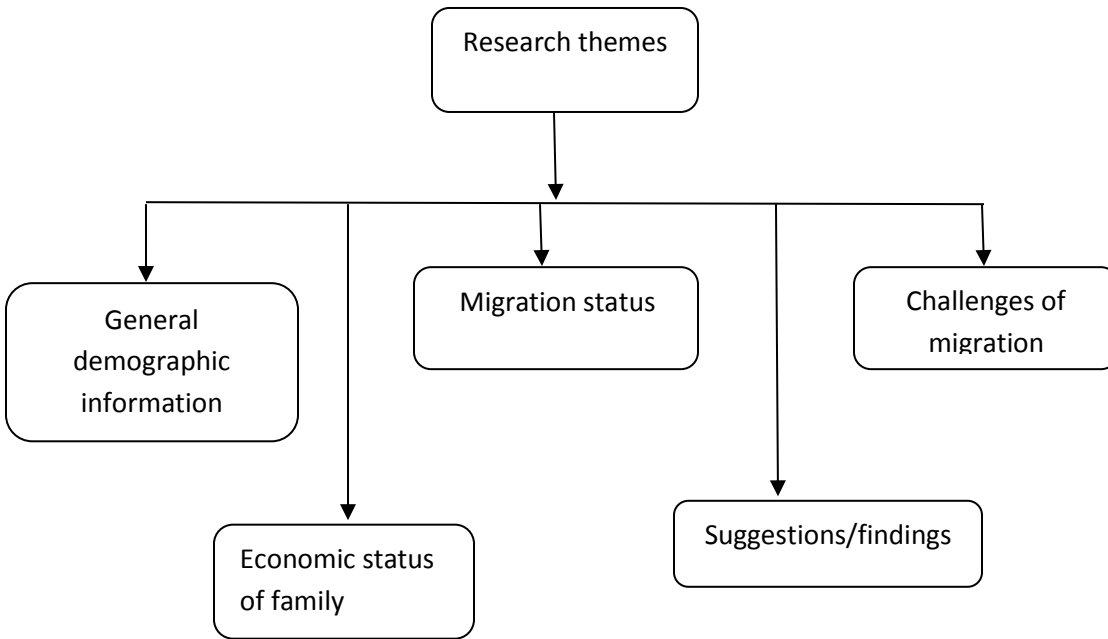 Research themes
General
demographic
information
Migration status
Challenges of
migration
Economic status
of family
Suggestions/findings